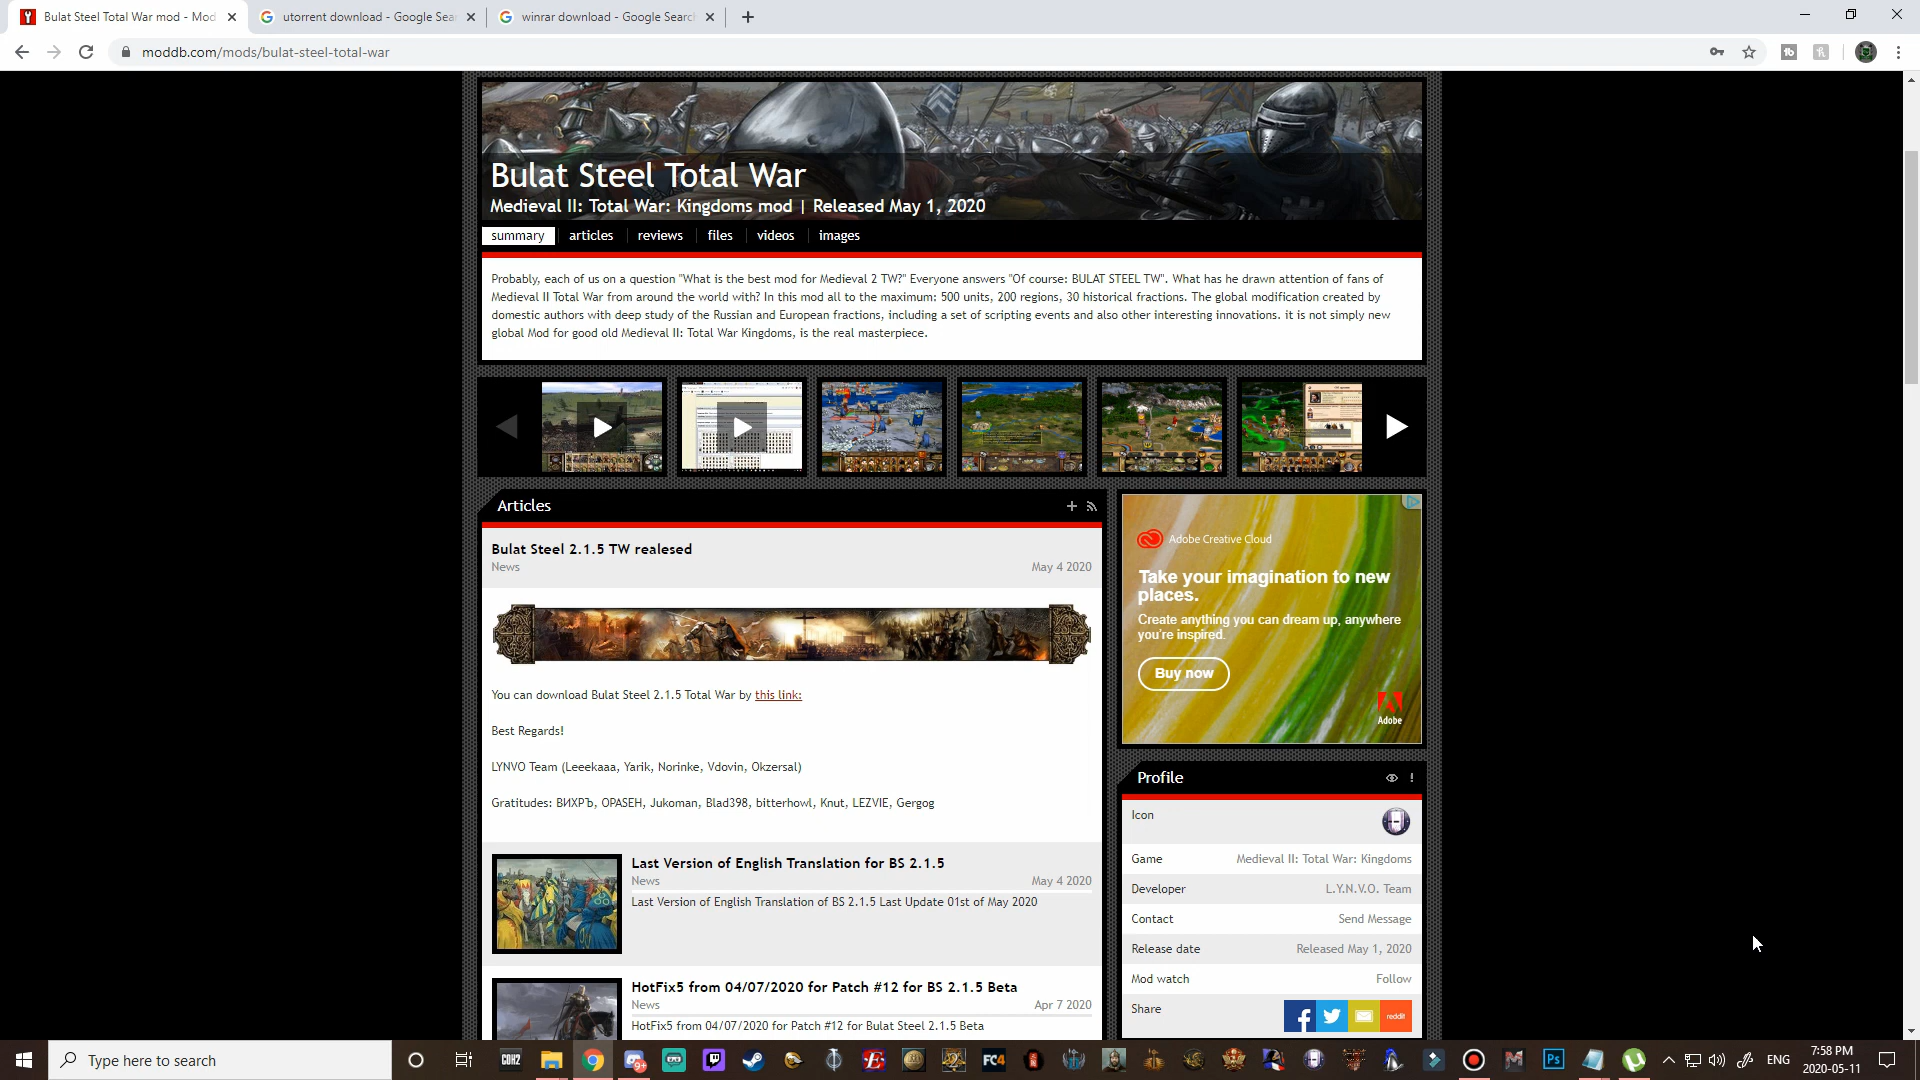 Bulat Steel Total War mod - Mod
utorrent download - Google Sear
winrar download - Google Search
moddb.com/mods/bulat-steel-total-war
Bulat Steel Total War
Medieval II: Total War: Kingdoms mod | Released May 1, 2020
summary
articles
reviews
files
videos
images
Probably, each of us on a question "What is the best mod for Medieval 2 TW?" Everyone answers "Of course: BULAT STEEL TW". What has he drawn attention of fans of
Medieval II Total War from around the world with? In this mod all to the maximum: 500 units, 200 regions, 30 historical fractions. The global modification created by
domestic authors with deep study of the Russian and European fractions, including a set of scripting events and also other interesting innovations. it is not simply new
global Mod for good old Medieval II: Total War Kingdoms, is the real masterpiece.
Articles
Bulat Steel 2.1.5 TW realesed
News
May 4 2020
You can download Bulat Steel 2.1.5 Total War by this link:
Best Regards!
LYNVO Team (Leeekaaa, Yarik, Norinke, Vdovin, Okzersal)
Gratitudes: ВИХРЪ, OPASEH, Jukoman, Blad398, bitterhowl, Knut, LEZVIE, Gergog
Last Version of English Translation for BS 2.1.5
News
May 4 2020
Last Version of English Translation of BS 2.1.5 Last Update 01st of May 2020
HotFix5 from 04/07/2020 for Patch #12 for BS 2.1.5 Beta
News
Apr 7 2020
HotFix5 from 04/07/2020 for Patch #12 for Bulat Steel 2.1.5 Beta
Adobe Creative Cloud
Take your imagination to new
places.
Create anything you can dream up, anywhere
you're inspired.
Buy now
Adobe
Profile
Icon
Game
Medieval II: Total War: Kingdoms
Developer
L.Y.N.V.O. Team
Contact
Send Message
Release date
Released May 1, 2020
Mod watch
Follow
Share
reddit
Type here to search
COH2
9+
FC4
Ps
ENG
7:58 PM
2020-05-11